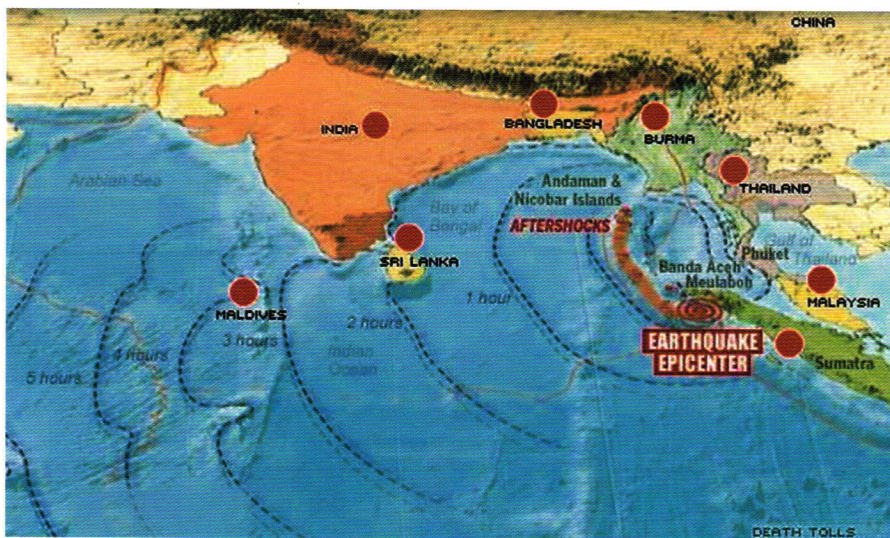 CHINA
INDIA
BANGLADESH
BURMA
THAILAND
Arabian Sea
Bay of
Bengal
Andaman &
Nicobar Islands
AFTERSHOCKS
Gulf of
Thailand
Phuket
SRI LANKA
Banda Aceh
Meulaboh
MALAYSIA
MALDIVES
1 hour
2 hours
3 hours
4 hours
5 hours
Indian
Ocean
EARTHQUAKE
EPICENTER
Sumatra
DEATH TOLLS